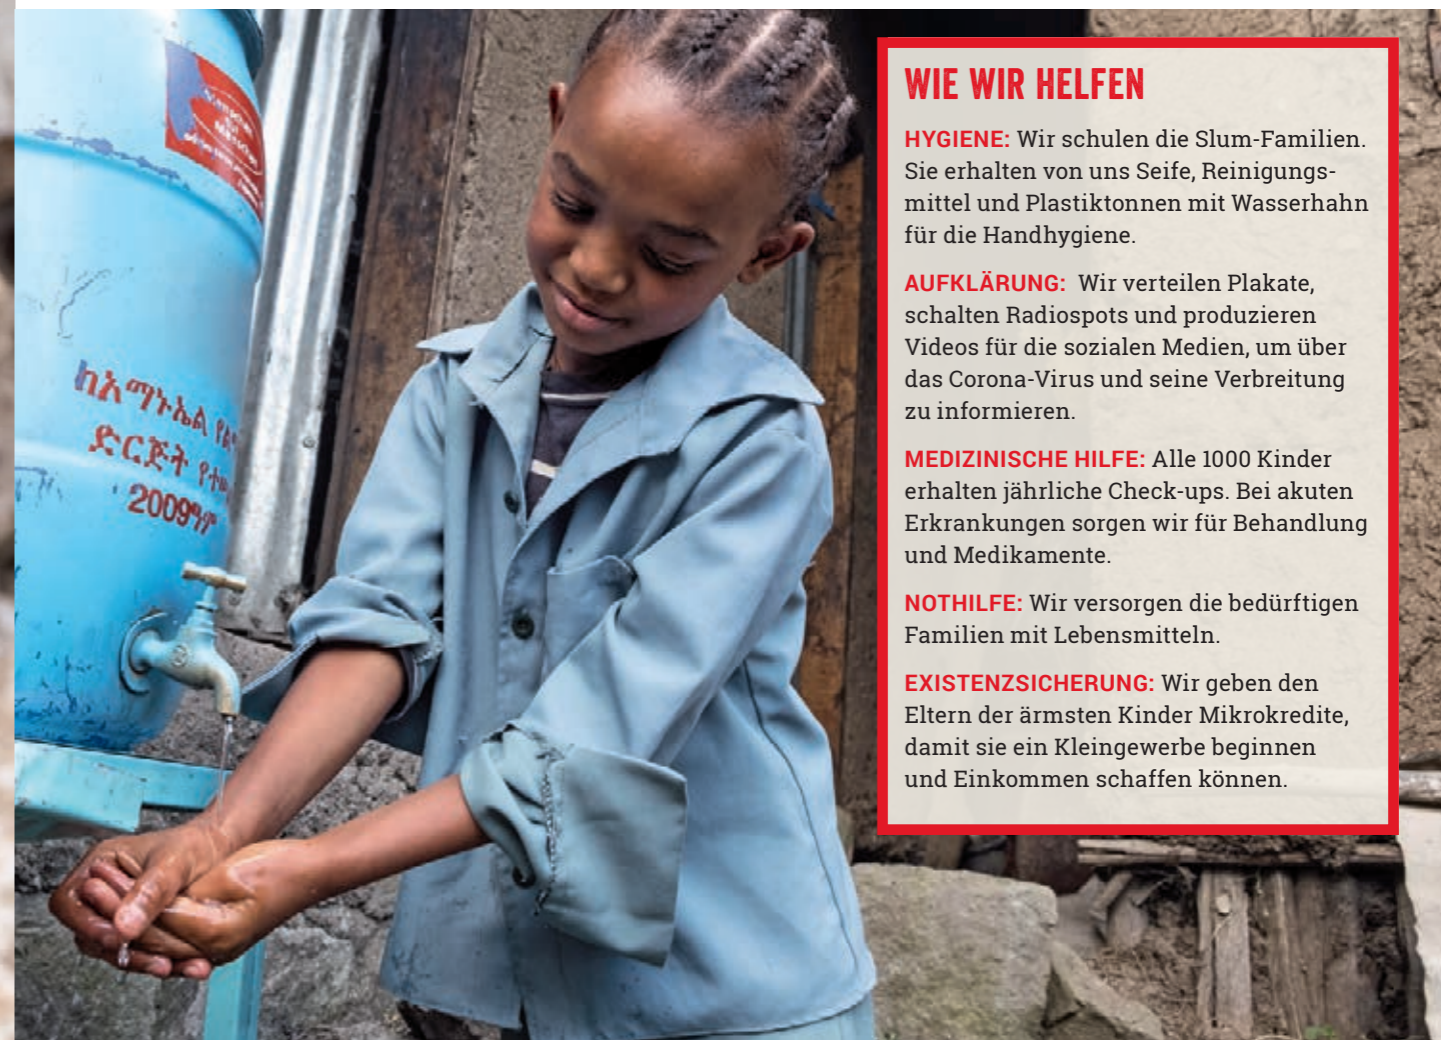 WIE WIR HELFEN
HYGIENE: Wir schulen die Slum-Familien.
Sie erhalten von uns Seife, Reinigungs-
mittel und Plastiktonnen mit Wasserhahn
für die Handhygiene.
AUFKLÄRUNG: Wir verteilen Plakate,
schalten Radiospots und produzieren
Videos für die sozialen Medien, um über
das Corona-Virus und seine Verbreitung
zu informieren.
MEDIZINISCHE HILFE: Alle 1000 Kinder
erhalten jährliche Check-ups. Bei akuten
Erkrankungen sorgen wir für Behandlung
und Medikamente.
NOTHILFE: Wir versorgen die bedürftigen
Familien mit Lebensmitteln.
EXISTENZSICHERUNG: Wir geben den
Eltern der ärmsten Kinder Mikrokredite,
damit sie ein Kleingewerbe beginnen
und Einkommen schaffen können.
ከአማኑኤል
ድርጅት
2009ዓም